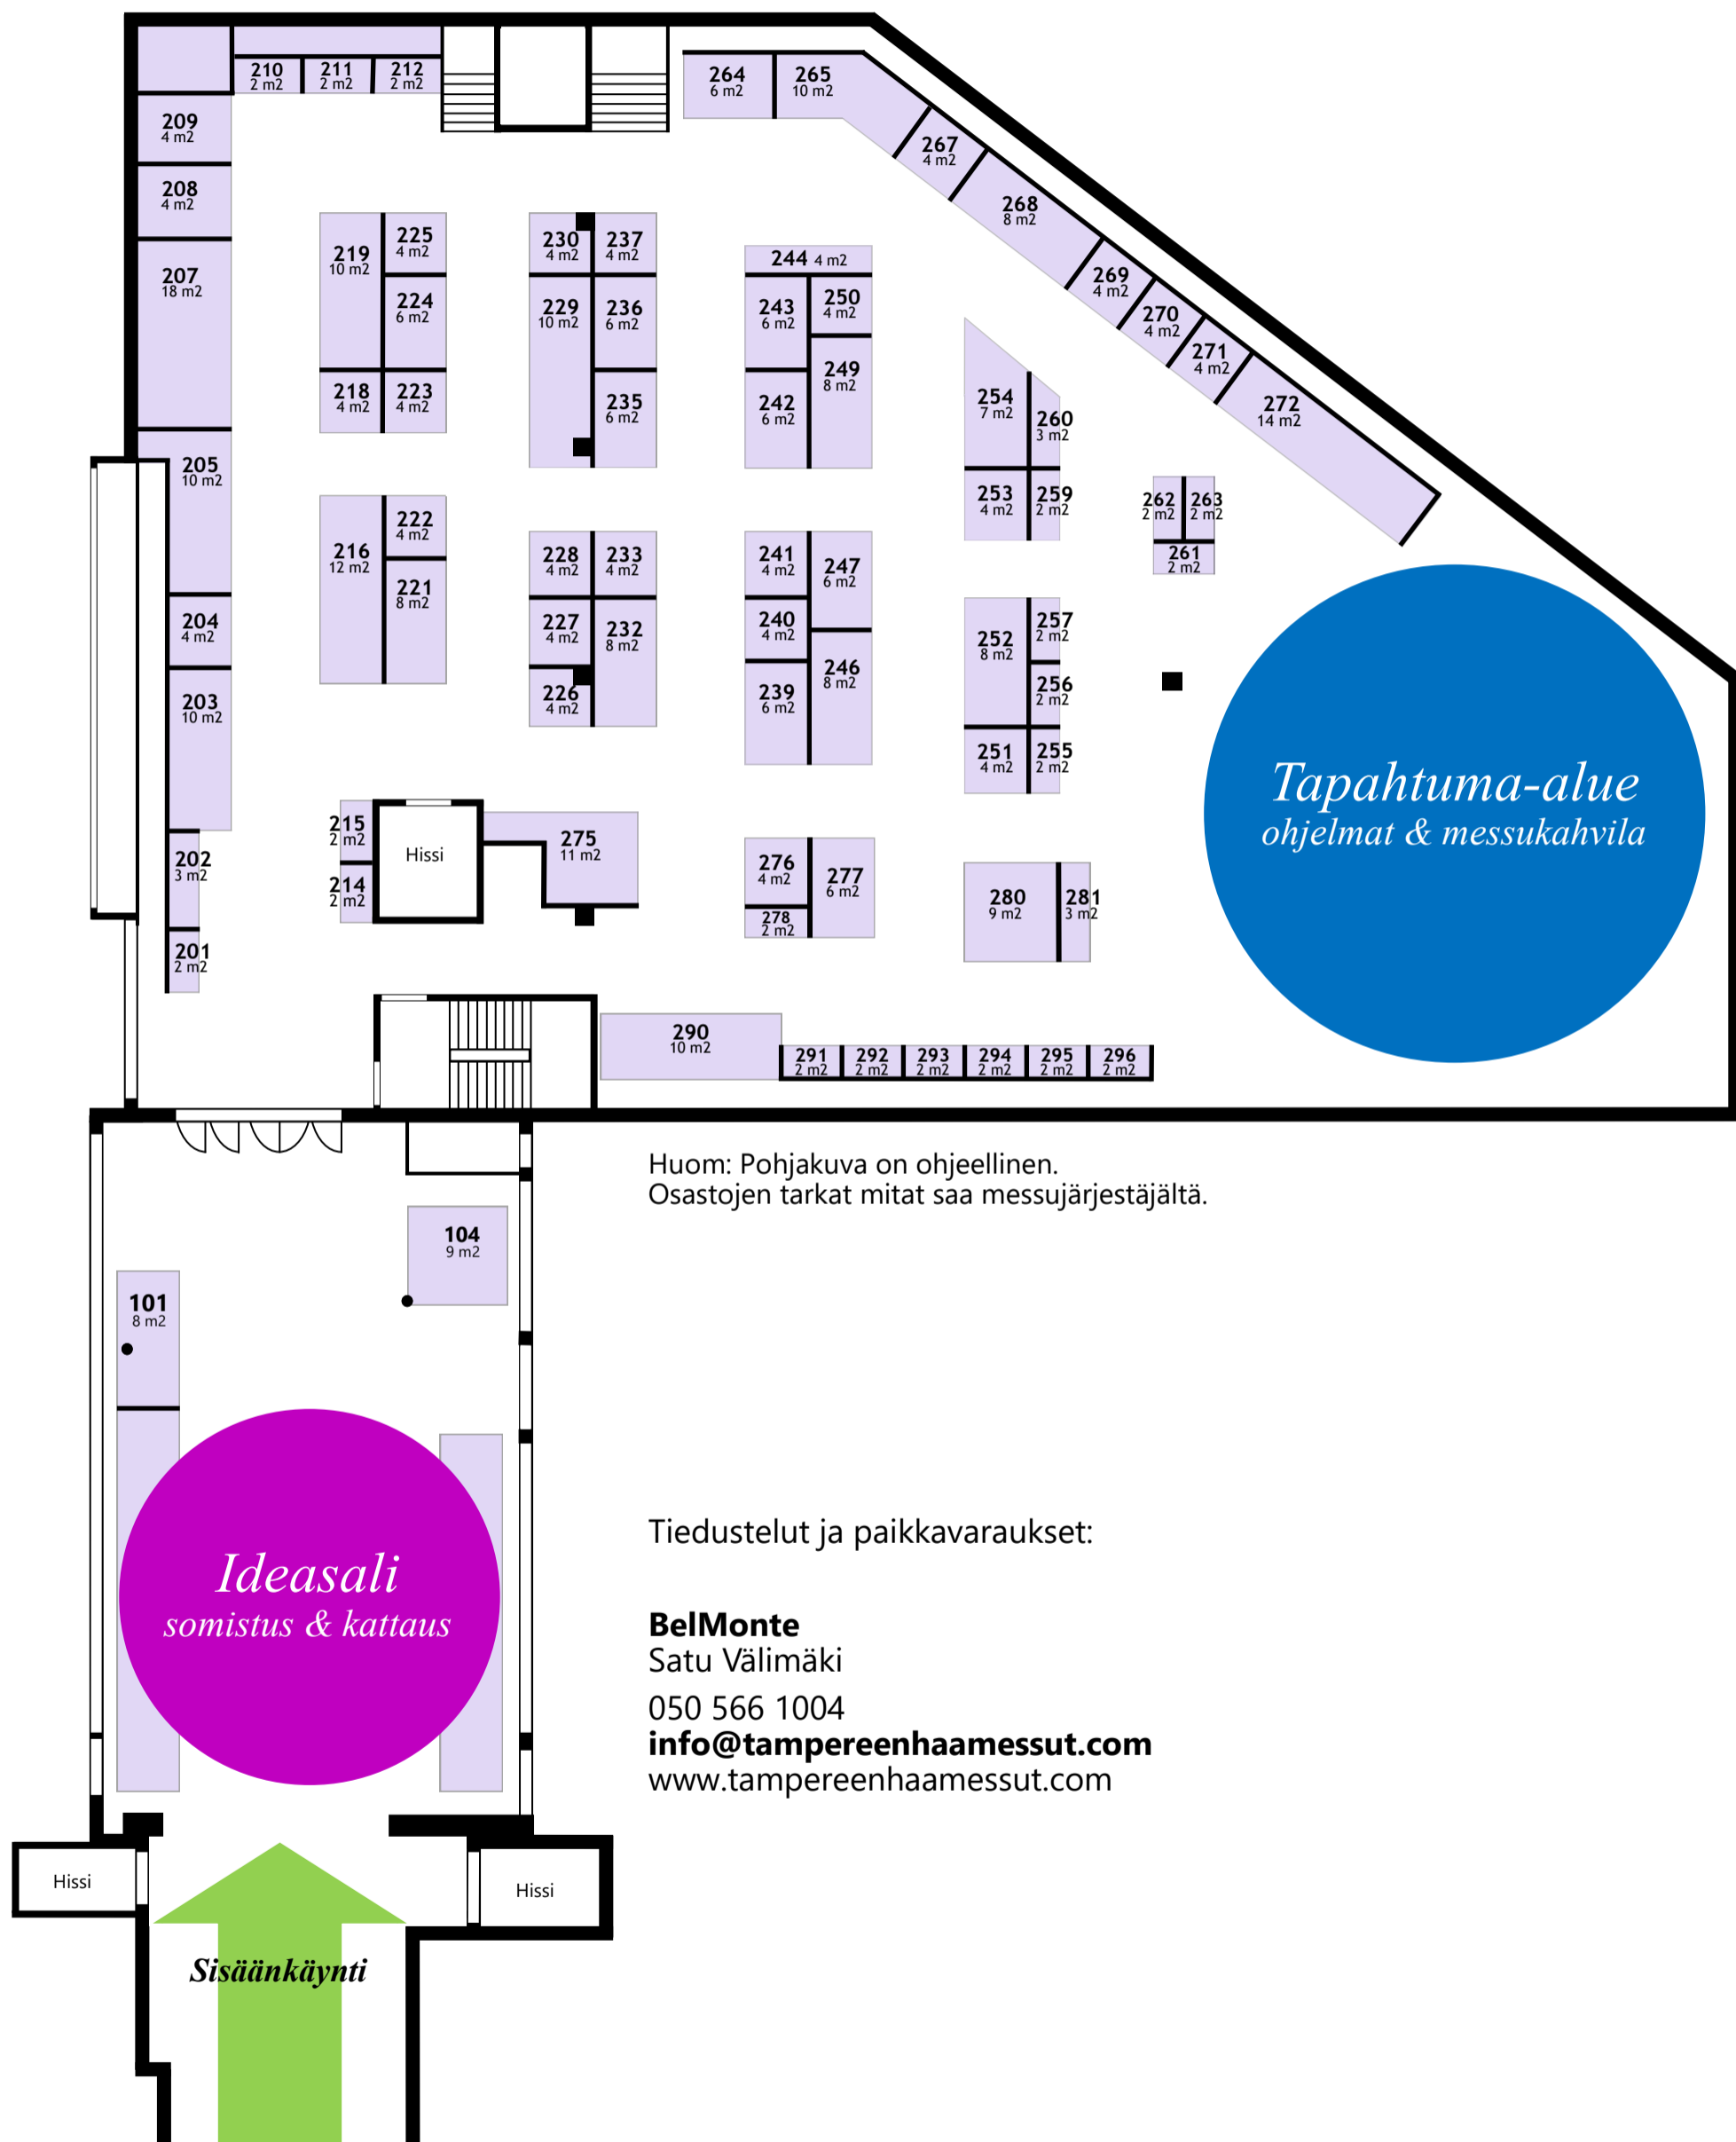 210
2 m2
211
2 m2
212
2 m2
264
6 m2
265
10 m2
209
4 m2
267
4 m2
208
4 m2
268
8 m2
207
18 m2
219
10 m2
225
4 m2
230
4 m2
237
4 m2
244 4 m2
269
4 m2
224
6 m2
229
10 m2
236
6 m2
243
6 m2
250
4 m2
270
4 m2
271
4 m2
218
4 m2
223
4 m2
235
6 m2
242
6 m2
249
8 m2
254
7 m2
260
3 m2
272
14 m2
205
10 m2
253
4 m2
259
2 m2
262
2 m2
263
2 m2
261
2 m2
216
12 m2
222
4 m2
221
8 m2
228
4 m2
233
4 m2
241
4 m2
247
6 m2
204
4 m2
227
4 m2
232
8 m2
240
4 m2
252
8 m2
257
2 m2
203
10 m2
226
4 m2
239
6 m2
246
8 m2
256
2 m2
251
4 m2
255
2 m2
Tapahtuma-alue
ohjelmat & messukahvila
215
2 m2
Hissi
275
11 m2
202
3 m2
214
2 m2
276
4 m2
277
6 m2
278
2 m2
280
9 m2
281
3 m2
201
2 m2
290
10 m2
291
2 m2
292
2 m2
293
2 m2
294
2 m2
295
2 m2
296
2 m2
Huom: Pohjakuva on ohjeellinen.
Osastojen tarkat mitat saa messujärjestäjältä.
104
9 m2
101
8 m2
Ideasali
somistus & kattaus
Tiedustelut ja paikkavaraukset:
BelMonte
Satu Välimäki
050 566 1004
info@tampereenhaamessut.com
www.tampereenhaamessut.com
Hissi
Hissi
Sisäänkäynti